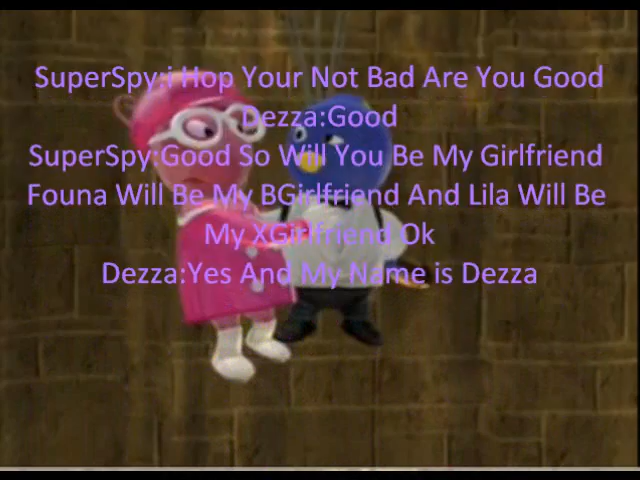 SuperSpy:i Hop Your Not Bad Are You Good
Dezza:Good
SuperSpy:Good So Will You Be My Girlfriend
Founa Will Be My BGirlfriend And Lila Will Be
My XGirlfriend Ok
Dezza:Yes And My Name is Dezza